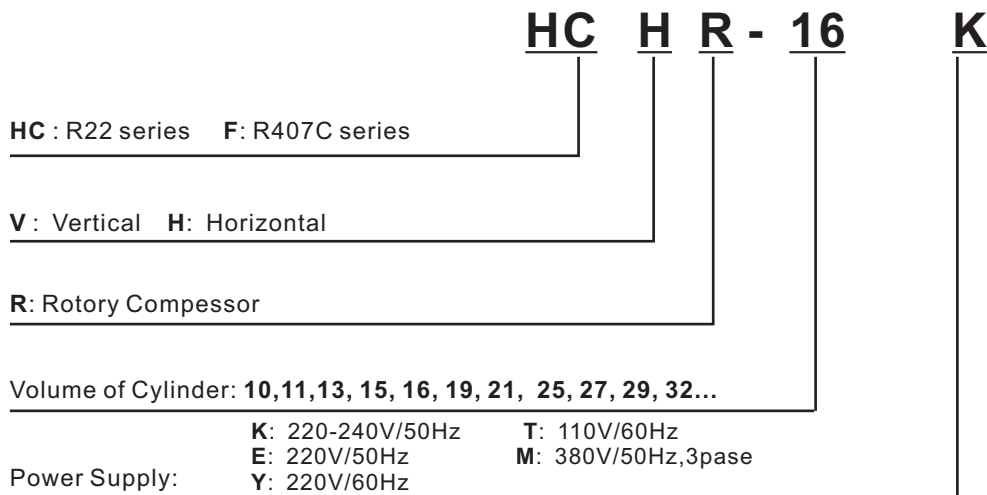 HC H R - 16 K
HC : R22 series F: R407C series
V : Vertical H: Horizontal
R: Rotory Compessor
Volume of Cylinder: 10,11,13, 15, 16, 19, 21, 25, 27, 29, 32...
K: 220-240V/50Hz T: 110V/60Hz
E: 220V/50Hz M: 380V/50Hz,3pase
Power Supply: Y: 220V/60Hz